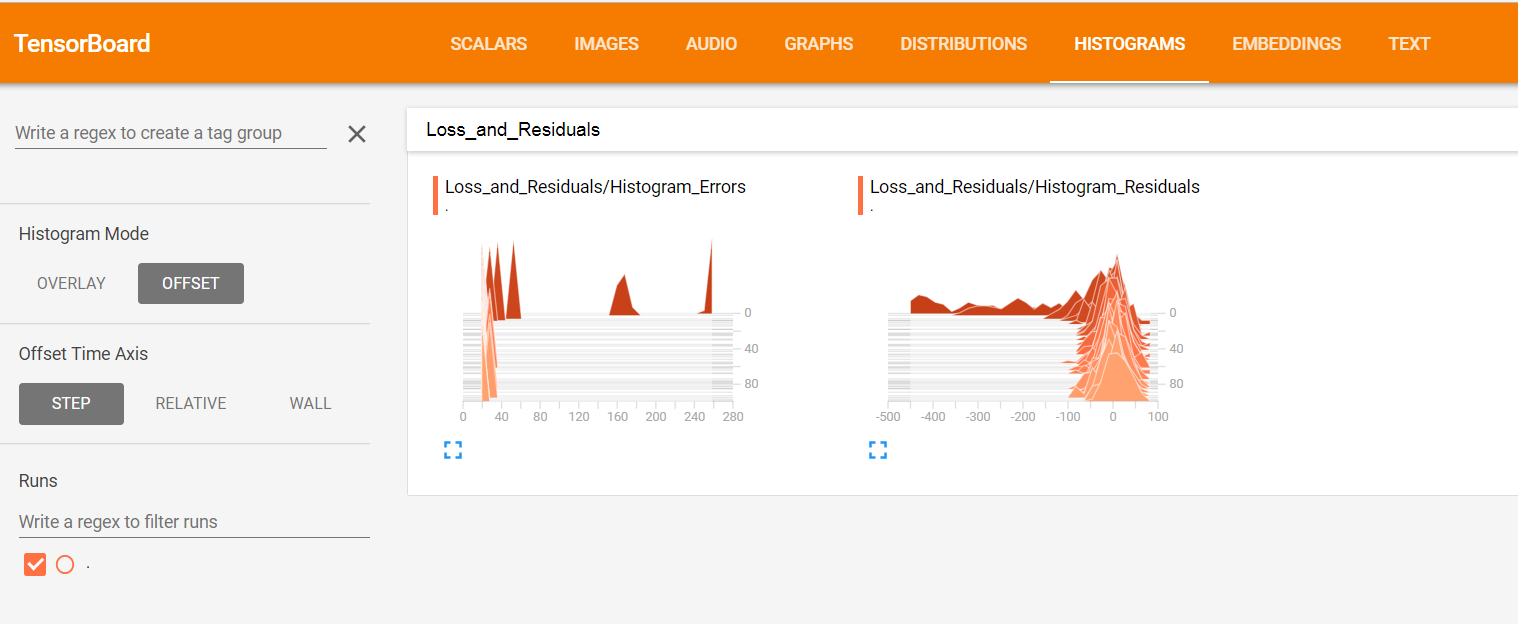 TensorBoard SCALARS IMAGES AUDIO GRAPHS DISTRIBUTIONS HISTOGRAMS EMBEDDINGS TEXT
Write a regex to create a tag group
Histogram Mode
OVERLAY OFFSET
Offset Time Axis
STEP RELATIVE WALL
Runs
Write a regex to filter runs
.
Loss_and_Residuals
Loss_and_Residuals/Histogram_Errors
.
0
40
80
0 40 80 120 160 200 240 280
Loss_and_Residuals/Histogram_Residuals
.
0
40
80
-500 -400 -300 -200 -100 0 100